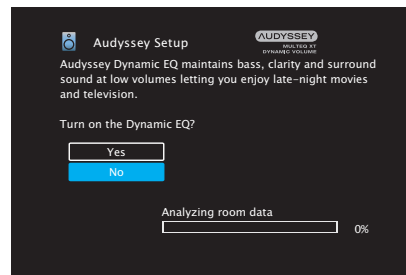 Audyssey Setup
AUDYSSEY
MULTEQ XT
DYNAMIC VOLUME
Audyssey Dynamic EQ maintains bass, clarity and surround
sound at low volumes letting you enjoy late-night movies
and television.
Turn on the Dynamic EQ?
Yes
No
Analyzing room data
0%